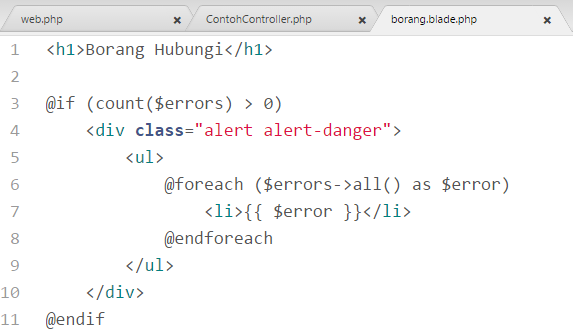 web.php × ContohController.php × borang.blade.php ×
1 <h1>Borang Hubungi</h1>
2
3 @if (count($errors) > 0)
4     <div class="alert alert-danger">
5         <ul>
6             @foreach ($errors->all() as $error)
7                 <li>{{ $error }}</li>
8             @endforeach
9         </ul>
10     </div>
11 @endif